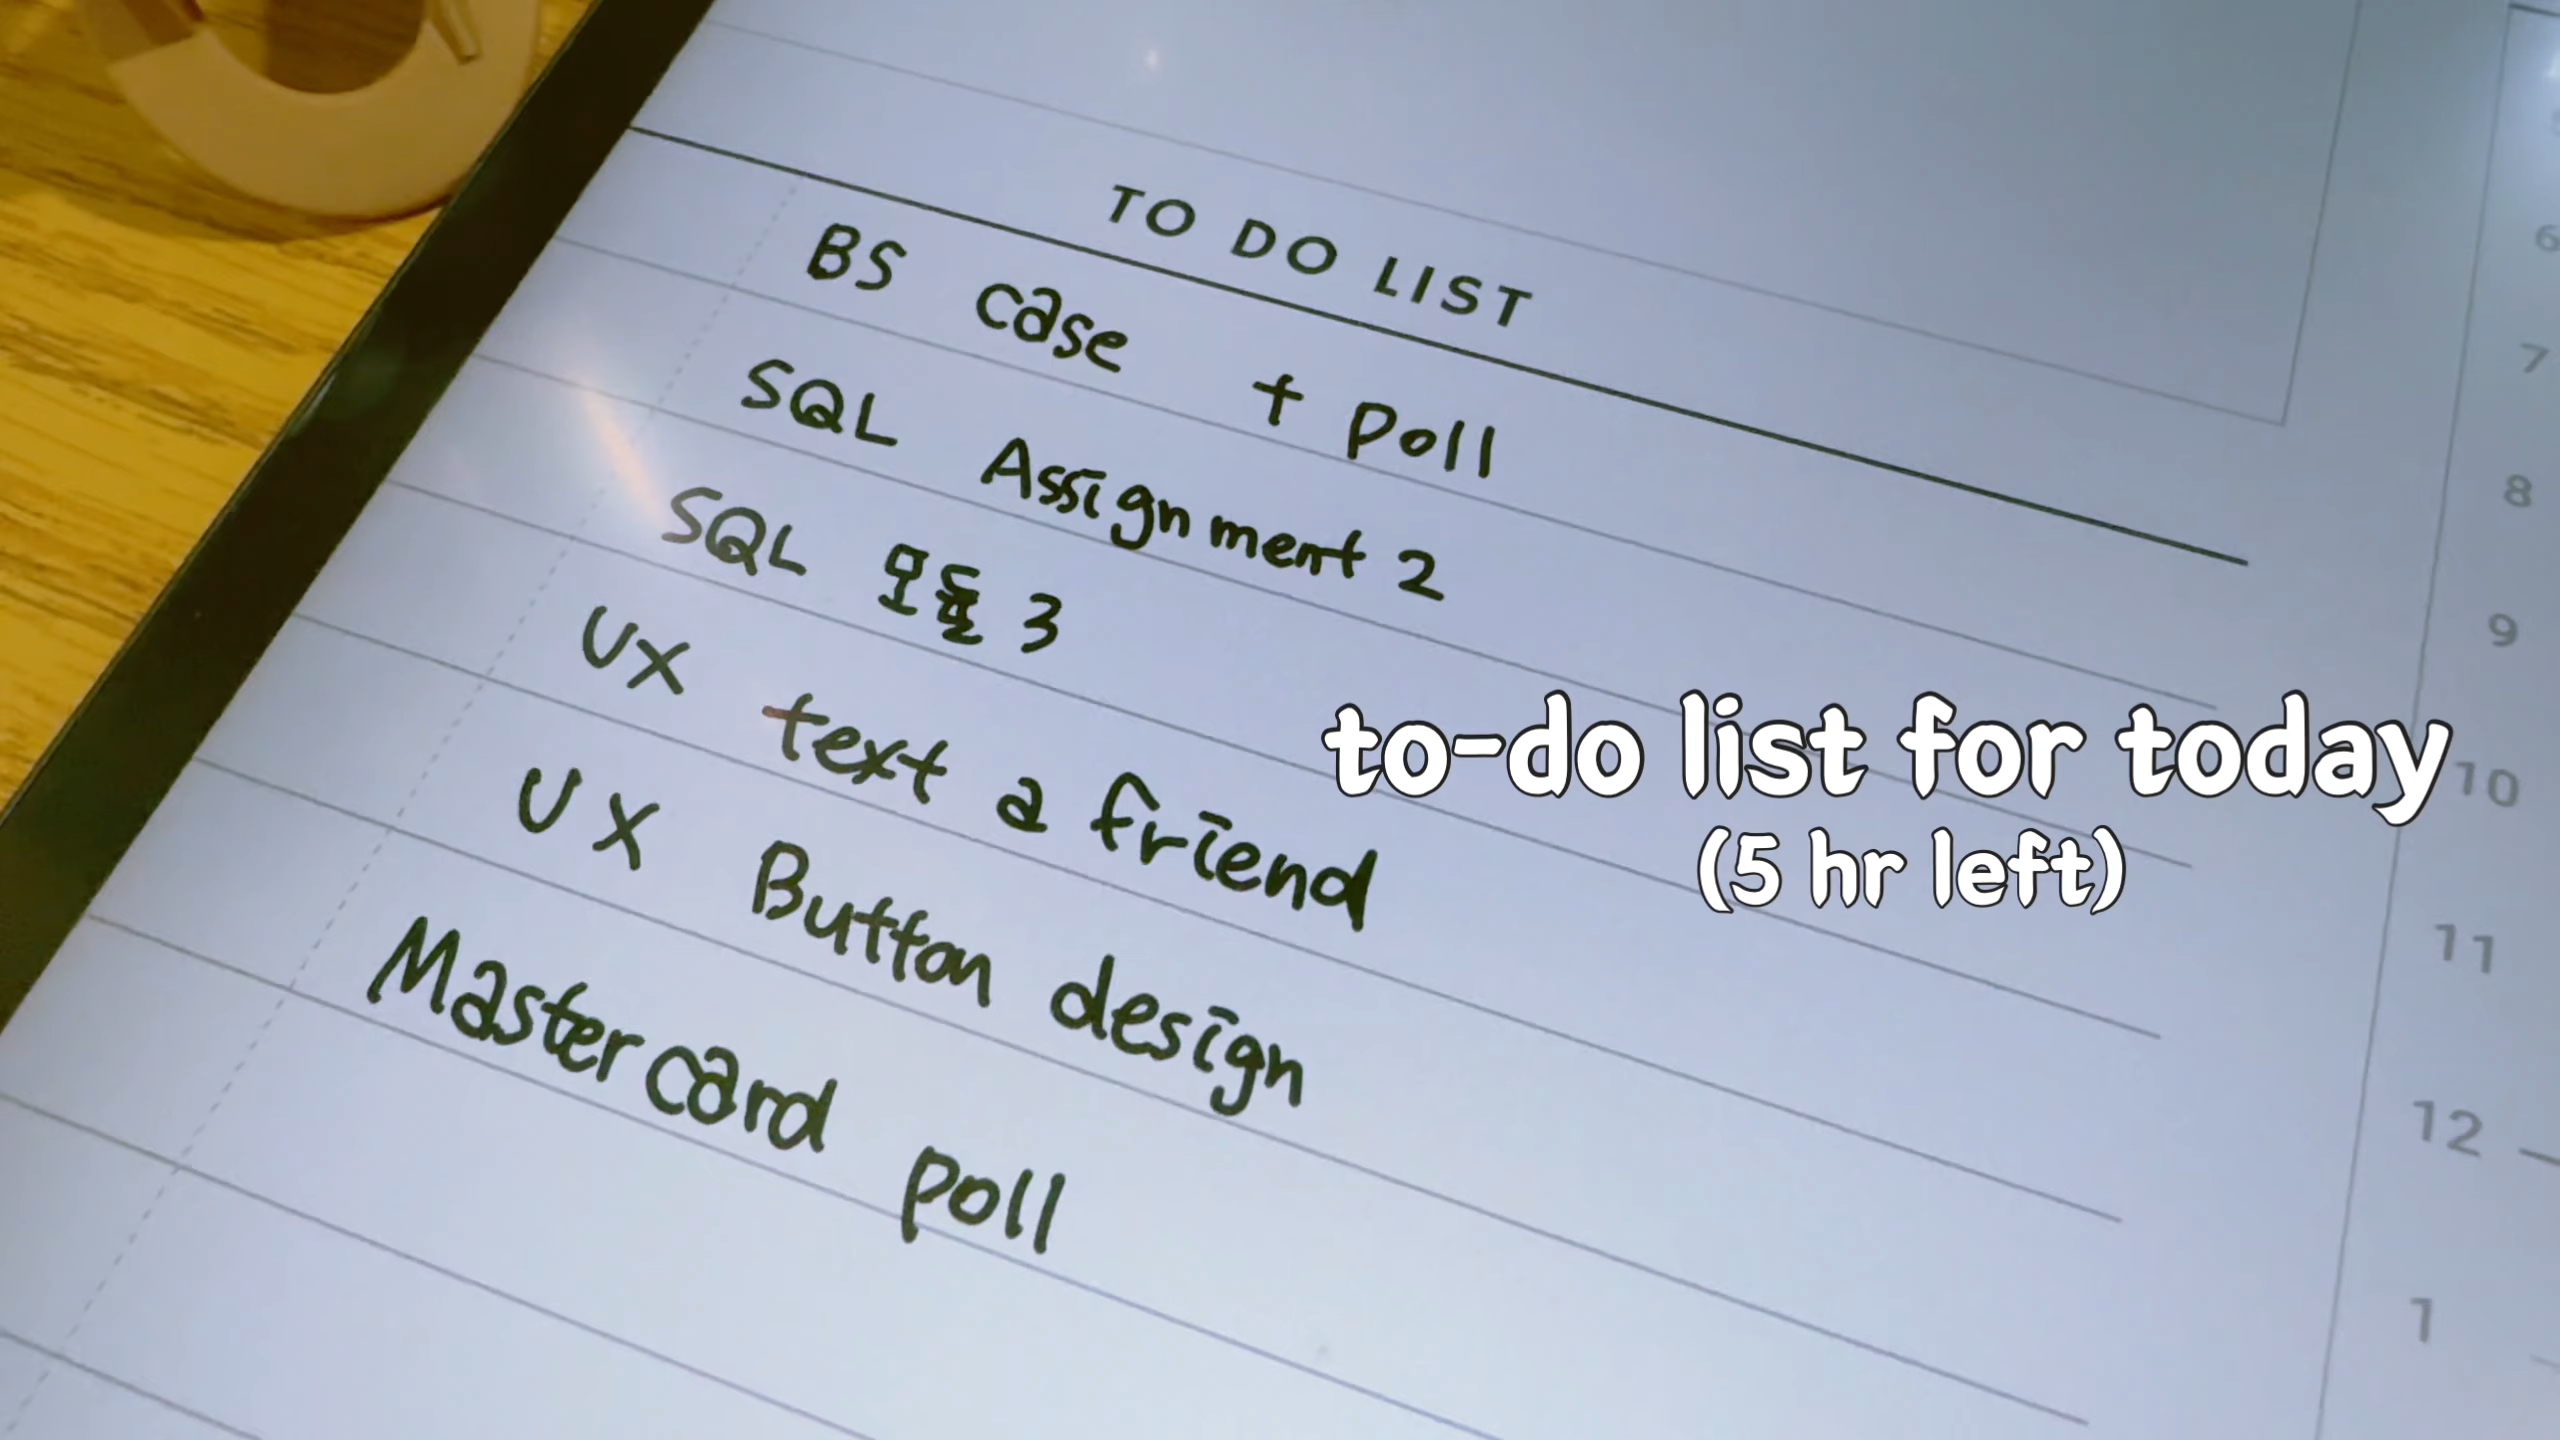 TO DO LIST
BS case + poll
SQL Assignment 2
SQL 모듈 3
UX text a friend
UX Button design
Mastercard poll
to-do list for today
(5 hr left)
6
7
8
9
10
11
12
1